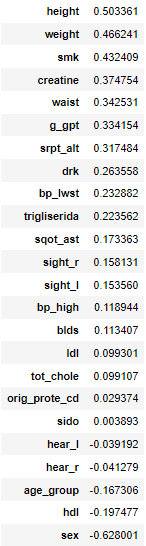 height 0.503361
weight 0.466241
smk 0.432409
creatine 0.374754
waist 0.342531
g_gpt 0.334154
srpt_alt 0.317484
drk 0.263558
bp_lwst 0.232882
trigliserida 0.223562
sqot_ast 0.173363
sight_r 0.158131
sight_l 0.153560
bp_high 0.118944
blds 0.113407
ldl 0.099301
tot_chole 0.099107
orig_prote_cd 0.029374
sido 0.003893
hear_l -0.039192
hear_r -0.041279
age_group -0.167306
hdl -0.197477
sex -0.628001